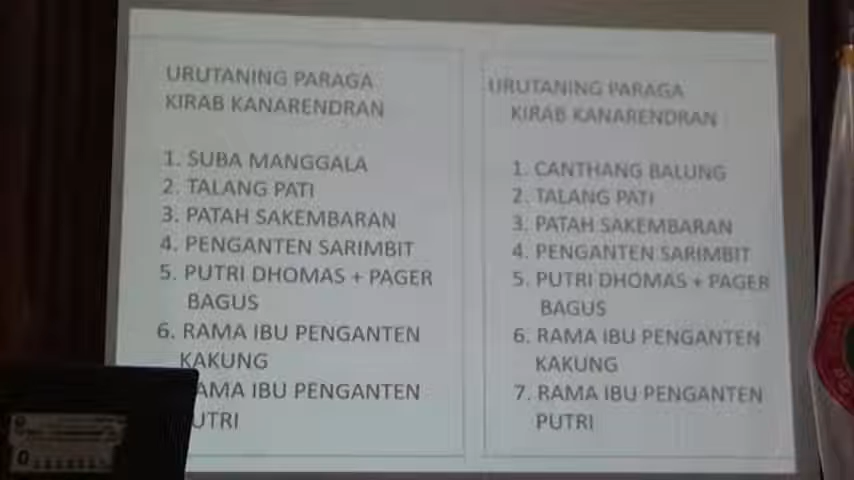 URUTANING PARAGA
KIRAB KANARENDRAN
1. SUBA MANGGALA
2. TALANG PATI
3. PATAH SAKEMBARAN
4. PENGANTEN SARIMBIT
5. PUTRI DHOMAS + PAGER
BAGUS
6. RAMA IBU PENGANTEN
KAKUNG
AMA IBU PENGANTEN
UTRI
URUTANING PARAGA
KIRAB KANARENDRAN
1. CANTHANG BALUNG
2. TALANG PATI
3. PATAH SAKEMBARAN
4. PENGANTEN SARIMBIT
5. PUTRI DHOMAS + PAGER
BAGUS
6. RAMA IBU PENGANTEN
KAKUNG
7. RAMA IBU PENGANTEN
PUTRI